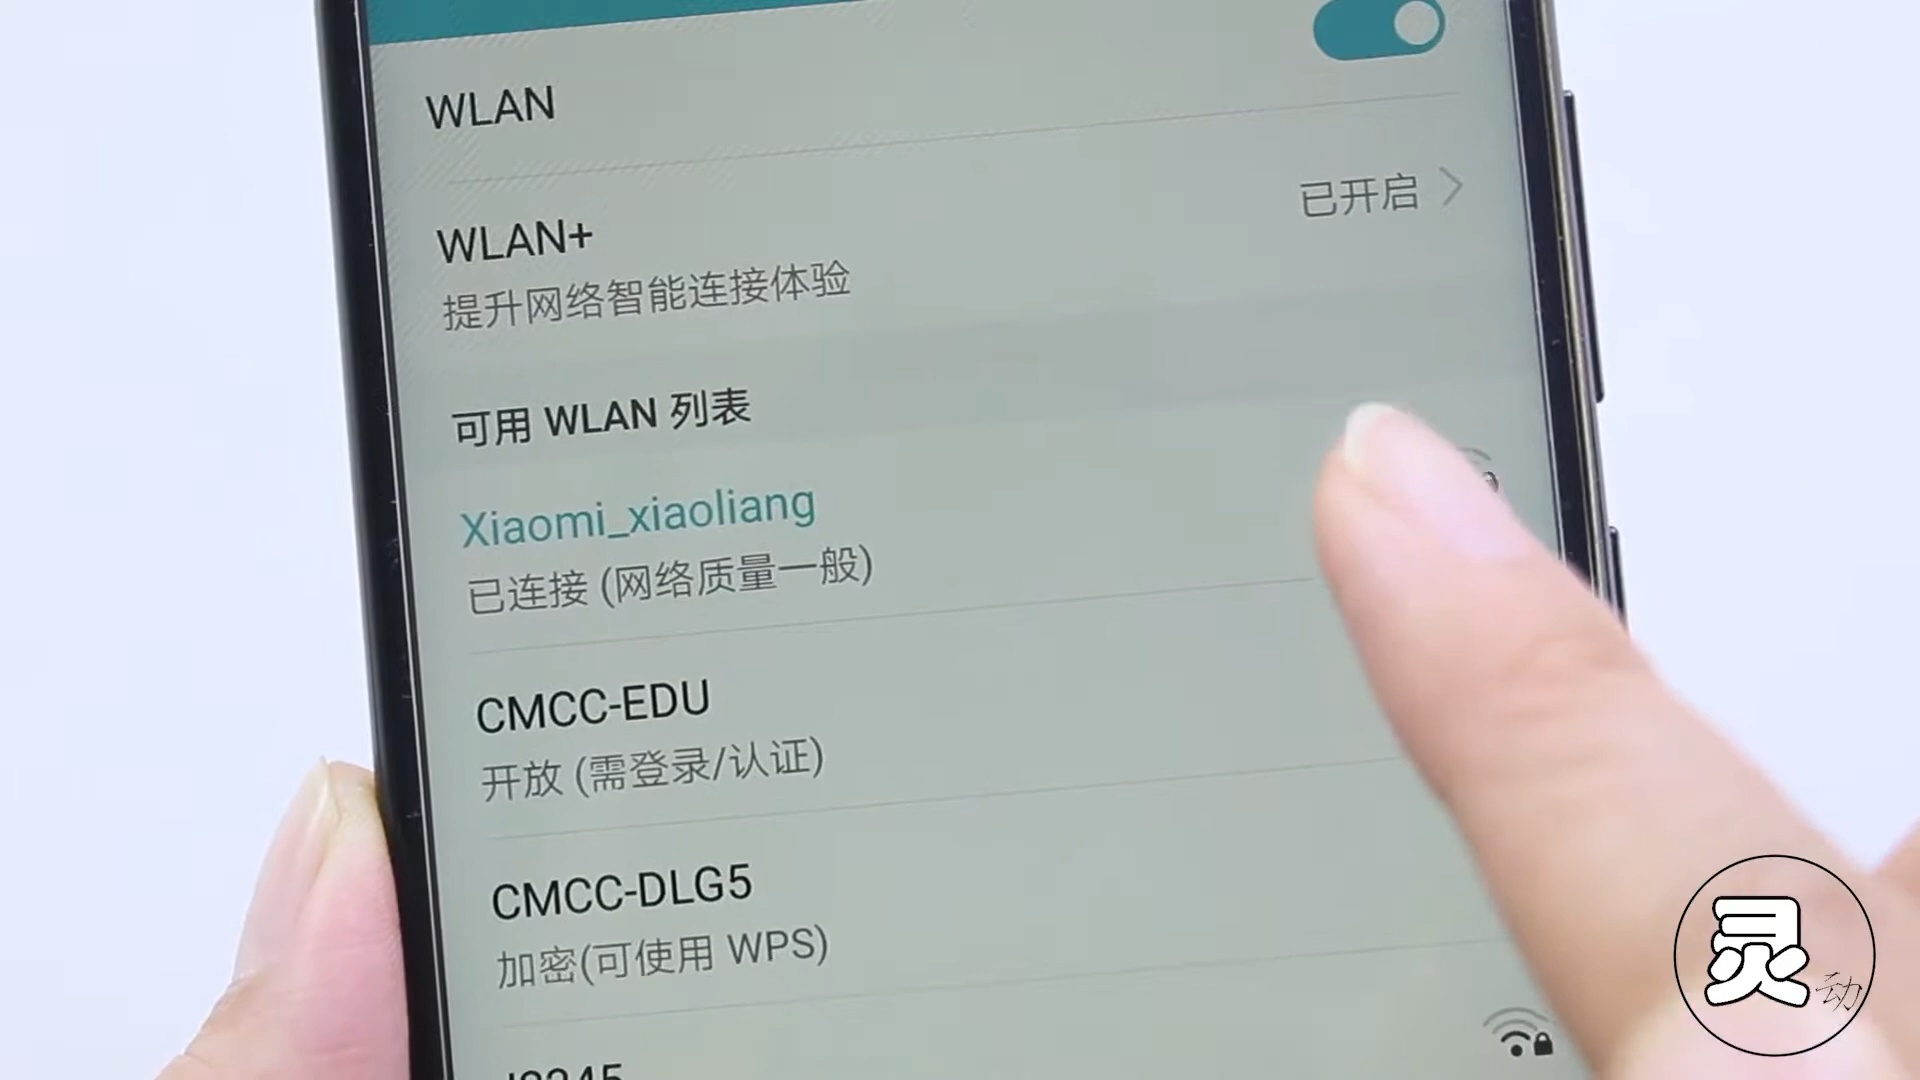 WLAN
WLAN+
已开启
提升网络智能连接体验
可用 WLAN 列表
Xiaomi_xiaoliang
已连接 (网络质量一般)
CMCC-EDU
开放 (需登录/认证)
CMCC-DLG5
加密(可使用 WPS)
灵动